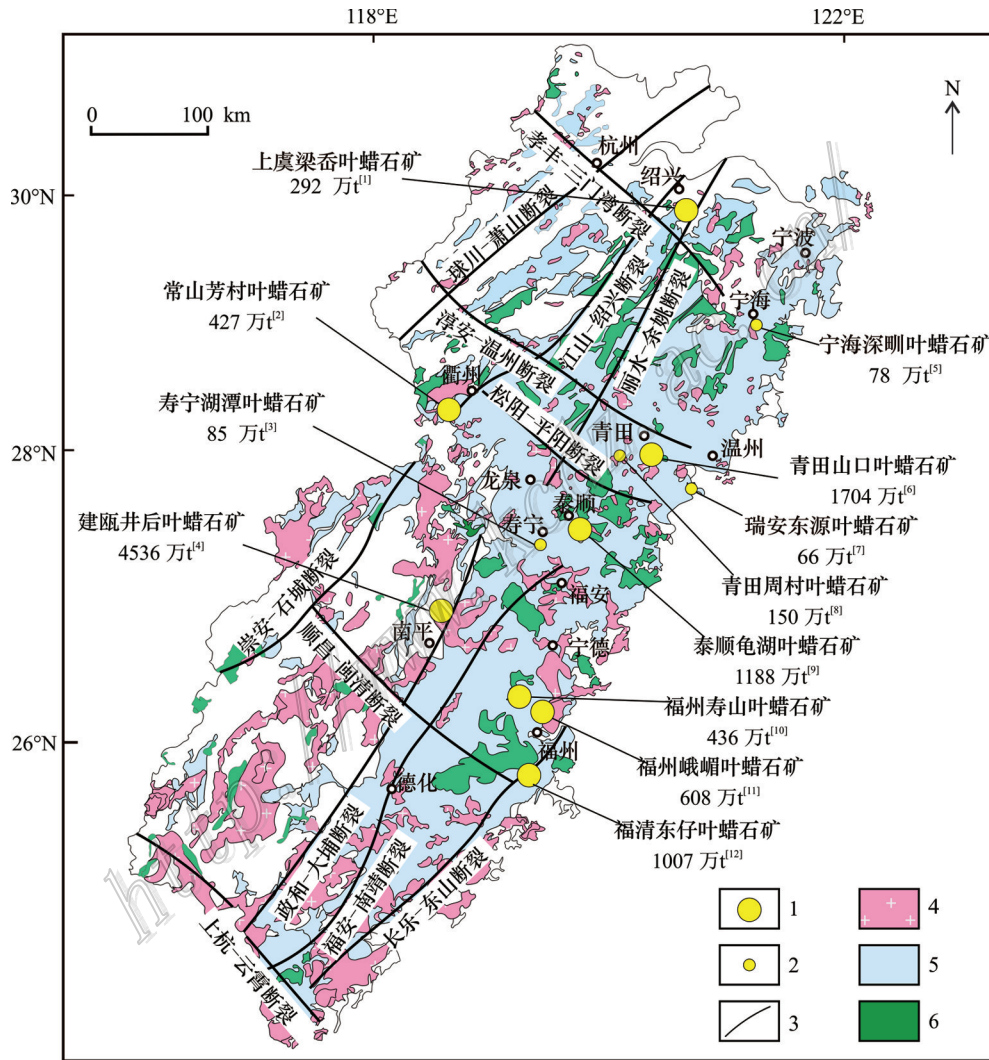 118°E
122°E
0 100 km
N
30°N
28°N
26°N
上虞梁岙叶蜡石矿
292 万t[1]
常山芳村叶蜡石矿
427 万t[2]
寿宁湖潭叶蜡石矿
85 万t[3]
建瓯井后叶蜡石矿
4536 万t[4]
宁海深甽叶蜡石矿
78 万t[5]
青田山口叶蜡石矿
1704 万t[6]
瑞安东源叶蜡石矿
66 万t[7]
青田周村叶蜡石矿
150 万t[8]
泰顺龟湖叶蜡石矿
1188 万t[9]
福州寿山叶蜡石矿
436 万t[10]
福州峨嵋叶蜡石矿
608 万t[11]
福清东仔叶蜡石矿
1007 万t[12]
杭州
绍兴
宁波
宁海
衢州
青田
温州
龙泉
泰顺
寿宁
福安
南平
宁德
福州
德化
孝丰-三门湾断裂
球川-萧山断裂
江山-绍兴断裂
丽水-余姚断裂
淳安-温州断裂
松阳-平阳断裂
崇安-石城断裂
顺昌-闽清断裂
政和-大埔断裂
福安-南靖断裂
长乐-东山断裂
上杭-云霄断裂
1
2
3
4
5
6